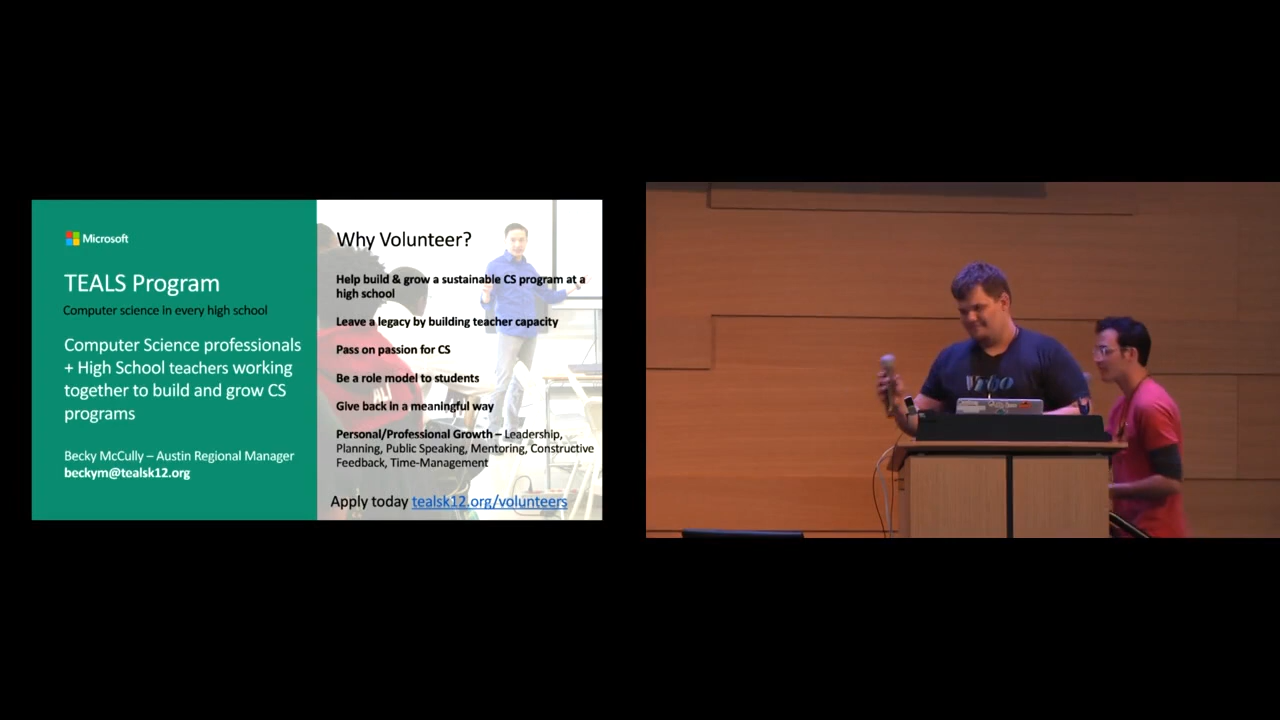 Microsoft
TEALS Program
Computer science in every high school
Computer Science professionals
+ High School teachers working
together to build and grow CS
programs
Becky McCully – Austin Regional Manager
beckym@tealsk12.org
Why Volunteer?
Help build & grow a sustainable CS program at a
high school
Leave a legacy by building teacher capacity
Pass on passion for CS
Be a role model to students
Give back in a meaningful way
Personal/Professional Growth – Leadership,
Planning, Public Speaking, Mentoring, Constructive
Feedback, Time-Management
Apply today tealsk12.org/volunteers